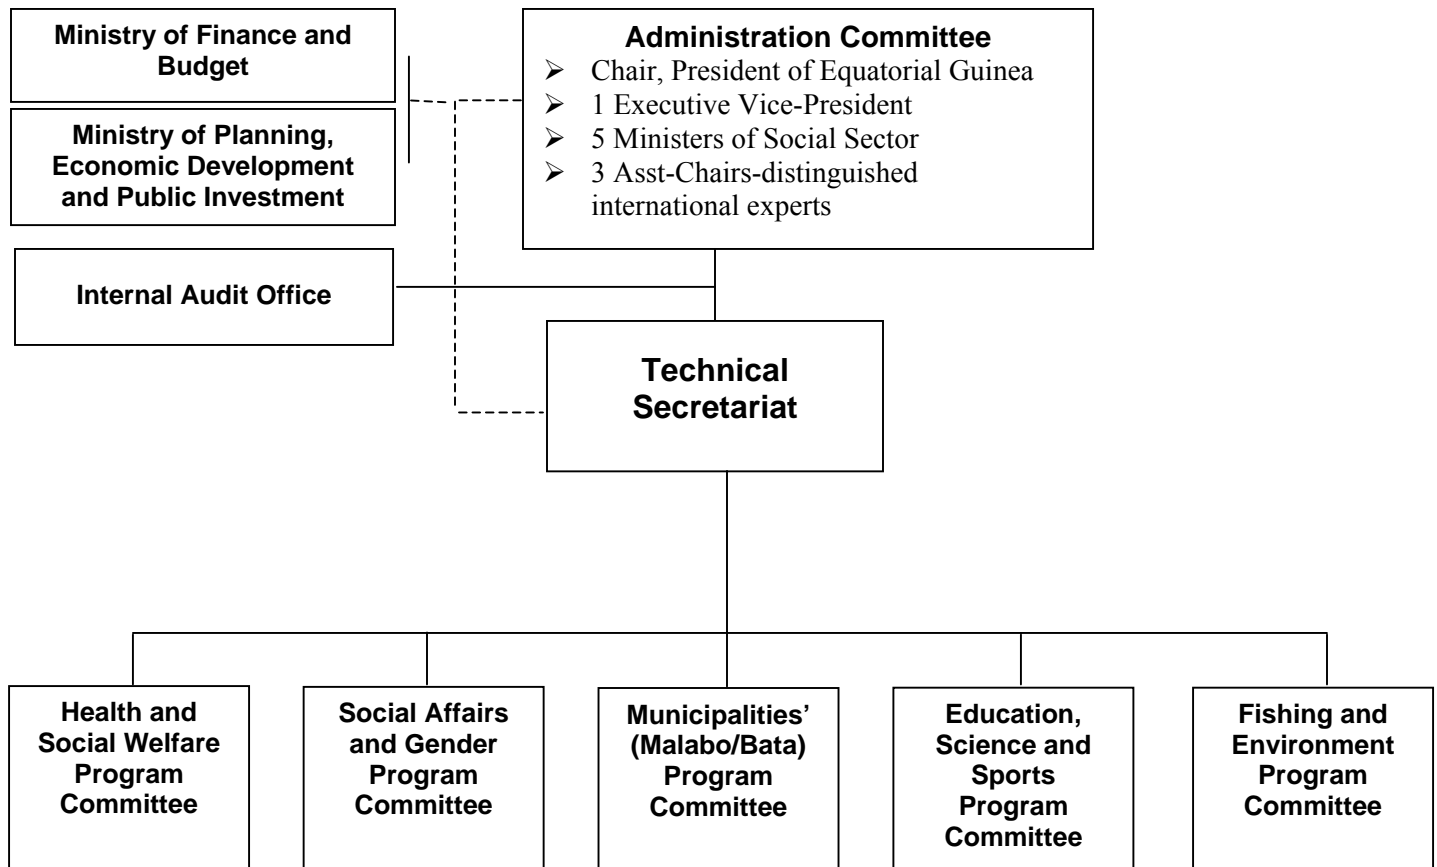 Ministry of Finance and
Budget
Ministry of Planning,
Economic Development
and Public Investment
Internal Audit Office
Administration Committee
➢ Chair, President of Equatorial Guinea
➢ 1 Executive Vice-President
➢ 5 Ministers of Social Sector
➢ 3 Asst-Chairs-distinguished
international experts
Technical
Secretariat
Health and
Social Welfare
Program
Committee
Social Affairs
and Gender
Program
Committee
Municipalities’
(Malabo/Bata)
Program
Committee
Education,
Science and
Sports
Program
Committee
Fishing and
Environment
Program
Committee